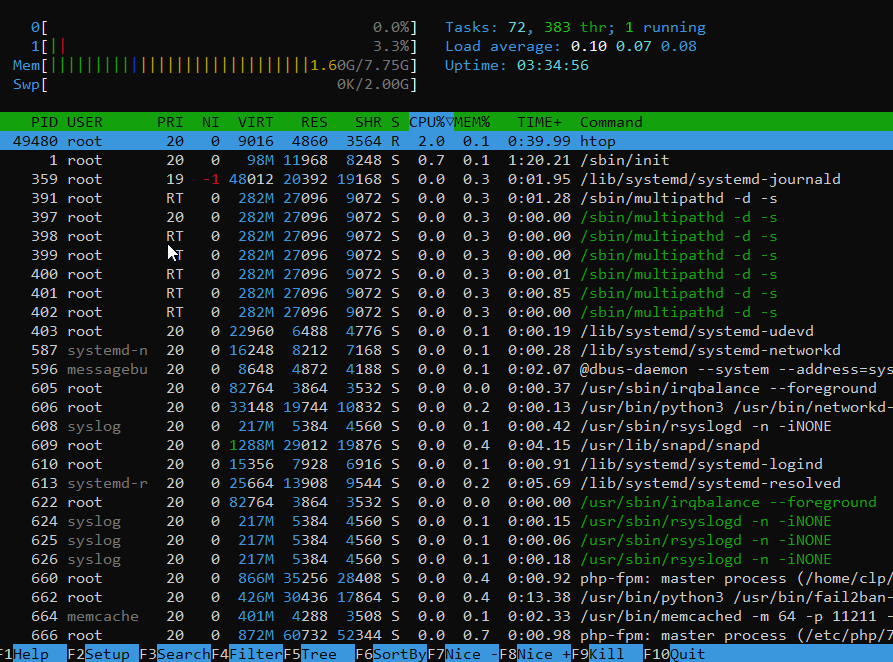 0[ 0.0%] Tasks: 72, 383 thr; 1 running
1[|| 3.3%] Load average: 0.10 0.07 0.08
Mem[|||||||||||||||||||||||||||||1.60G/7.75G] Uptime: 03:34:56
Swp[ 0K/2.00G]
PID USER PRI NI VIRT RES SHR S CPU%▽MEM% TIME+ Command
49480 root 20 0 9016 4860 3564 R 2.0 0.1 0:39.99 htop
1 root 20 0 98M 11968 8248 S 0.7 0.1 1:20.21 /sbin/init
359 root 19 -1 48012 20392 19168 S 0.0 0.3 0:01.95 /lib/systemd/systemd-journald
391 root RT 0 282M 27096 9072 S 0.0 0.3 0:01.28 /sbin/multipathd -d -s
397 root 20 0 282M 27096 9072 S 0.0 0.3 0:00.00 /sbin/multipathd -d -s
398 root RT 0 282M 27096 9072 S 0.0 0.3 0:00.00 /sbin/multipathd -d -s
399 root RT 0 282M 27096 9072 S 0.0 0.3 0:00.00 /sbin/multipathd -d -s
400 root RT 0 282M 27096 9072 S 0.0 0.3 0:00.01 /sbin/multipathd -d -s
401 root RT 0 282M 27096 9072 S 0.0 0.3 0:00.85 /sbin/multipathd -d -s
402 root RT 0 282M 27096 9072 S 0.0 0.3 0:00.00 /sbin/multipathd -d -s
403 root 20 0 22960 6488 4776 S 0.0 0.1 0:00.19 /lib/systemd/systemd-udevd
587 systemd-n 20 0 16248 8212 7168 S 0.0 0.1 0:00.28 /lib/systemd/systemd-networkd
596 messagebu 20 0 8648 4872 4188 S 0.0 0.1 0:02.07 @dbus-daemon --system --address=sys
605 root 20 0 82764 3864 3532 S 0.0 0.0 0:00.37 /usr/sbin/irqbalance --foreground
606 root 20 0 33148 19744 10832 S 0.0 0.2 0:00.13 /usr/bin/python3 /usr/bin/networkd-
608 syslog 20 0 217M 5384 4560 S 0.0 0.1 0:00.42 /usr/sbin/rsyslogd -n -iNONE
609 root 20 0 1288M 29012 19876 S 0.0 0.4 0:04.15 /usr/lib/snapd/snapd
610 root 20 0 15356 7928 6916 S 0.0 0.1 0:00.91 /lib/systemd/systemd-logind
613 systemd-r 20 0 25664 13908 9544 S 0.0 0.2 0:05.69 /lib/systemd/systemd-resolved
622 root 20 0 82764 3864 3532 S 0.0 0.0 0:00.00 /usr/sbin/irqbalance --foreground
624 syslog 20 0 217M 5384 4560 S 0.0 0.1 0:00.15 /usr/sbin/rsyslogd -n -iNONE
625 syslog 20 0 217M 5384 4560 S 0.0 0.1 0:00.06 /usr/sbin/rsyslogd -n -iNONE
626 syslog 20 0 217M 5384 4560 S 0.0 0.1 0:00.18 /usr/sbin/rsyslogd -n -iNONE
660 root 20 0 866M 35256 28408 S 0.0 0.4 0:00.92 php-fpm: master process (/home/clp/
662 root 20 0 426M 30436 17864 S 0.0 0.4 0:13.38 /usr/bin/python3 /usr/bin/fail2ban-
664 memcache 20 0 401M 4288 3508 S 0.0 0.1 0:02.33 /usr/bin/memcached -m 64 -p 11211 -
666 root 20 0 872M 60732 52344 S 0.0 0.7 0:00.98 php-fpm: master process (/etc/php/7
F1Help F2Setup F3SearchF4FilterF5Tree F6SortByF7Nice -F8Nice +F9Kill F10Quit